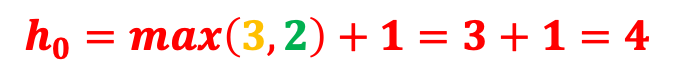 h₀ = max(3, 2) + 1 = 3 + 1 = 4